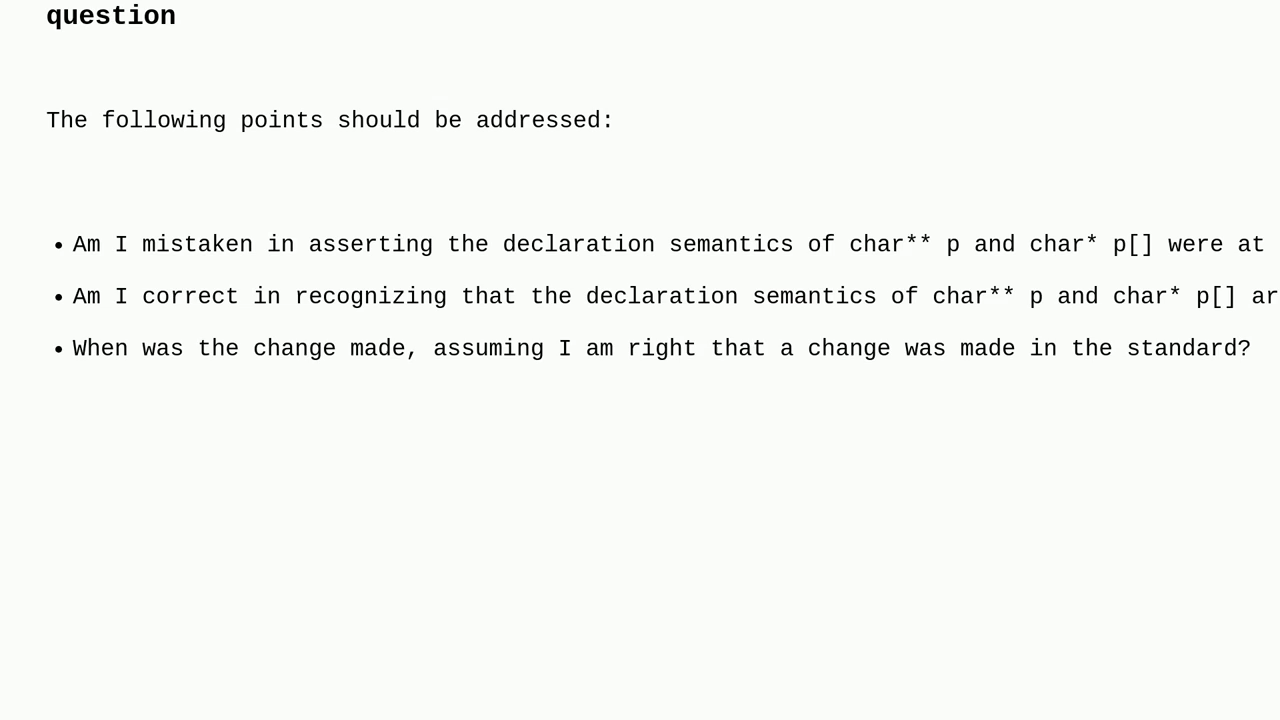 question
The following points should be addressed:
• Am I mistaken in asserting the declaration semantics of char** p and char* p[] were at
• Am I correct in recognizing that the declaration semantics of char** p and char* p[] ar
• When was the change made, assuming I am right that a change was made in the standard?